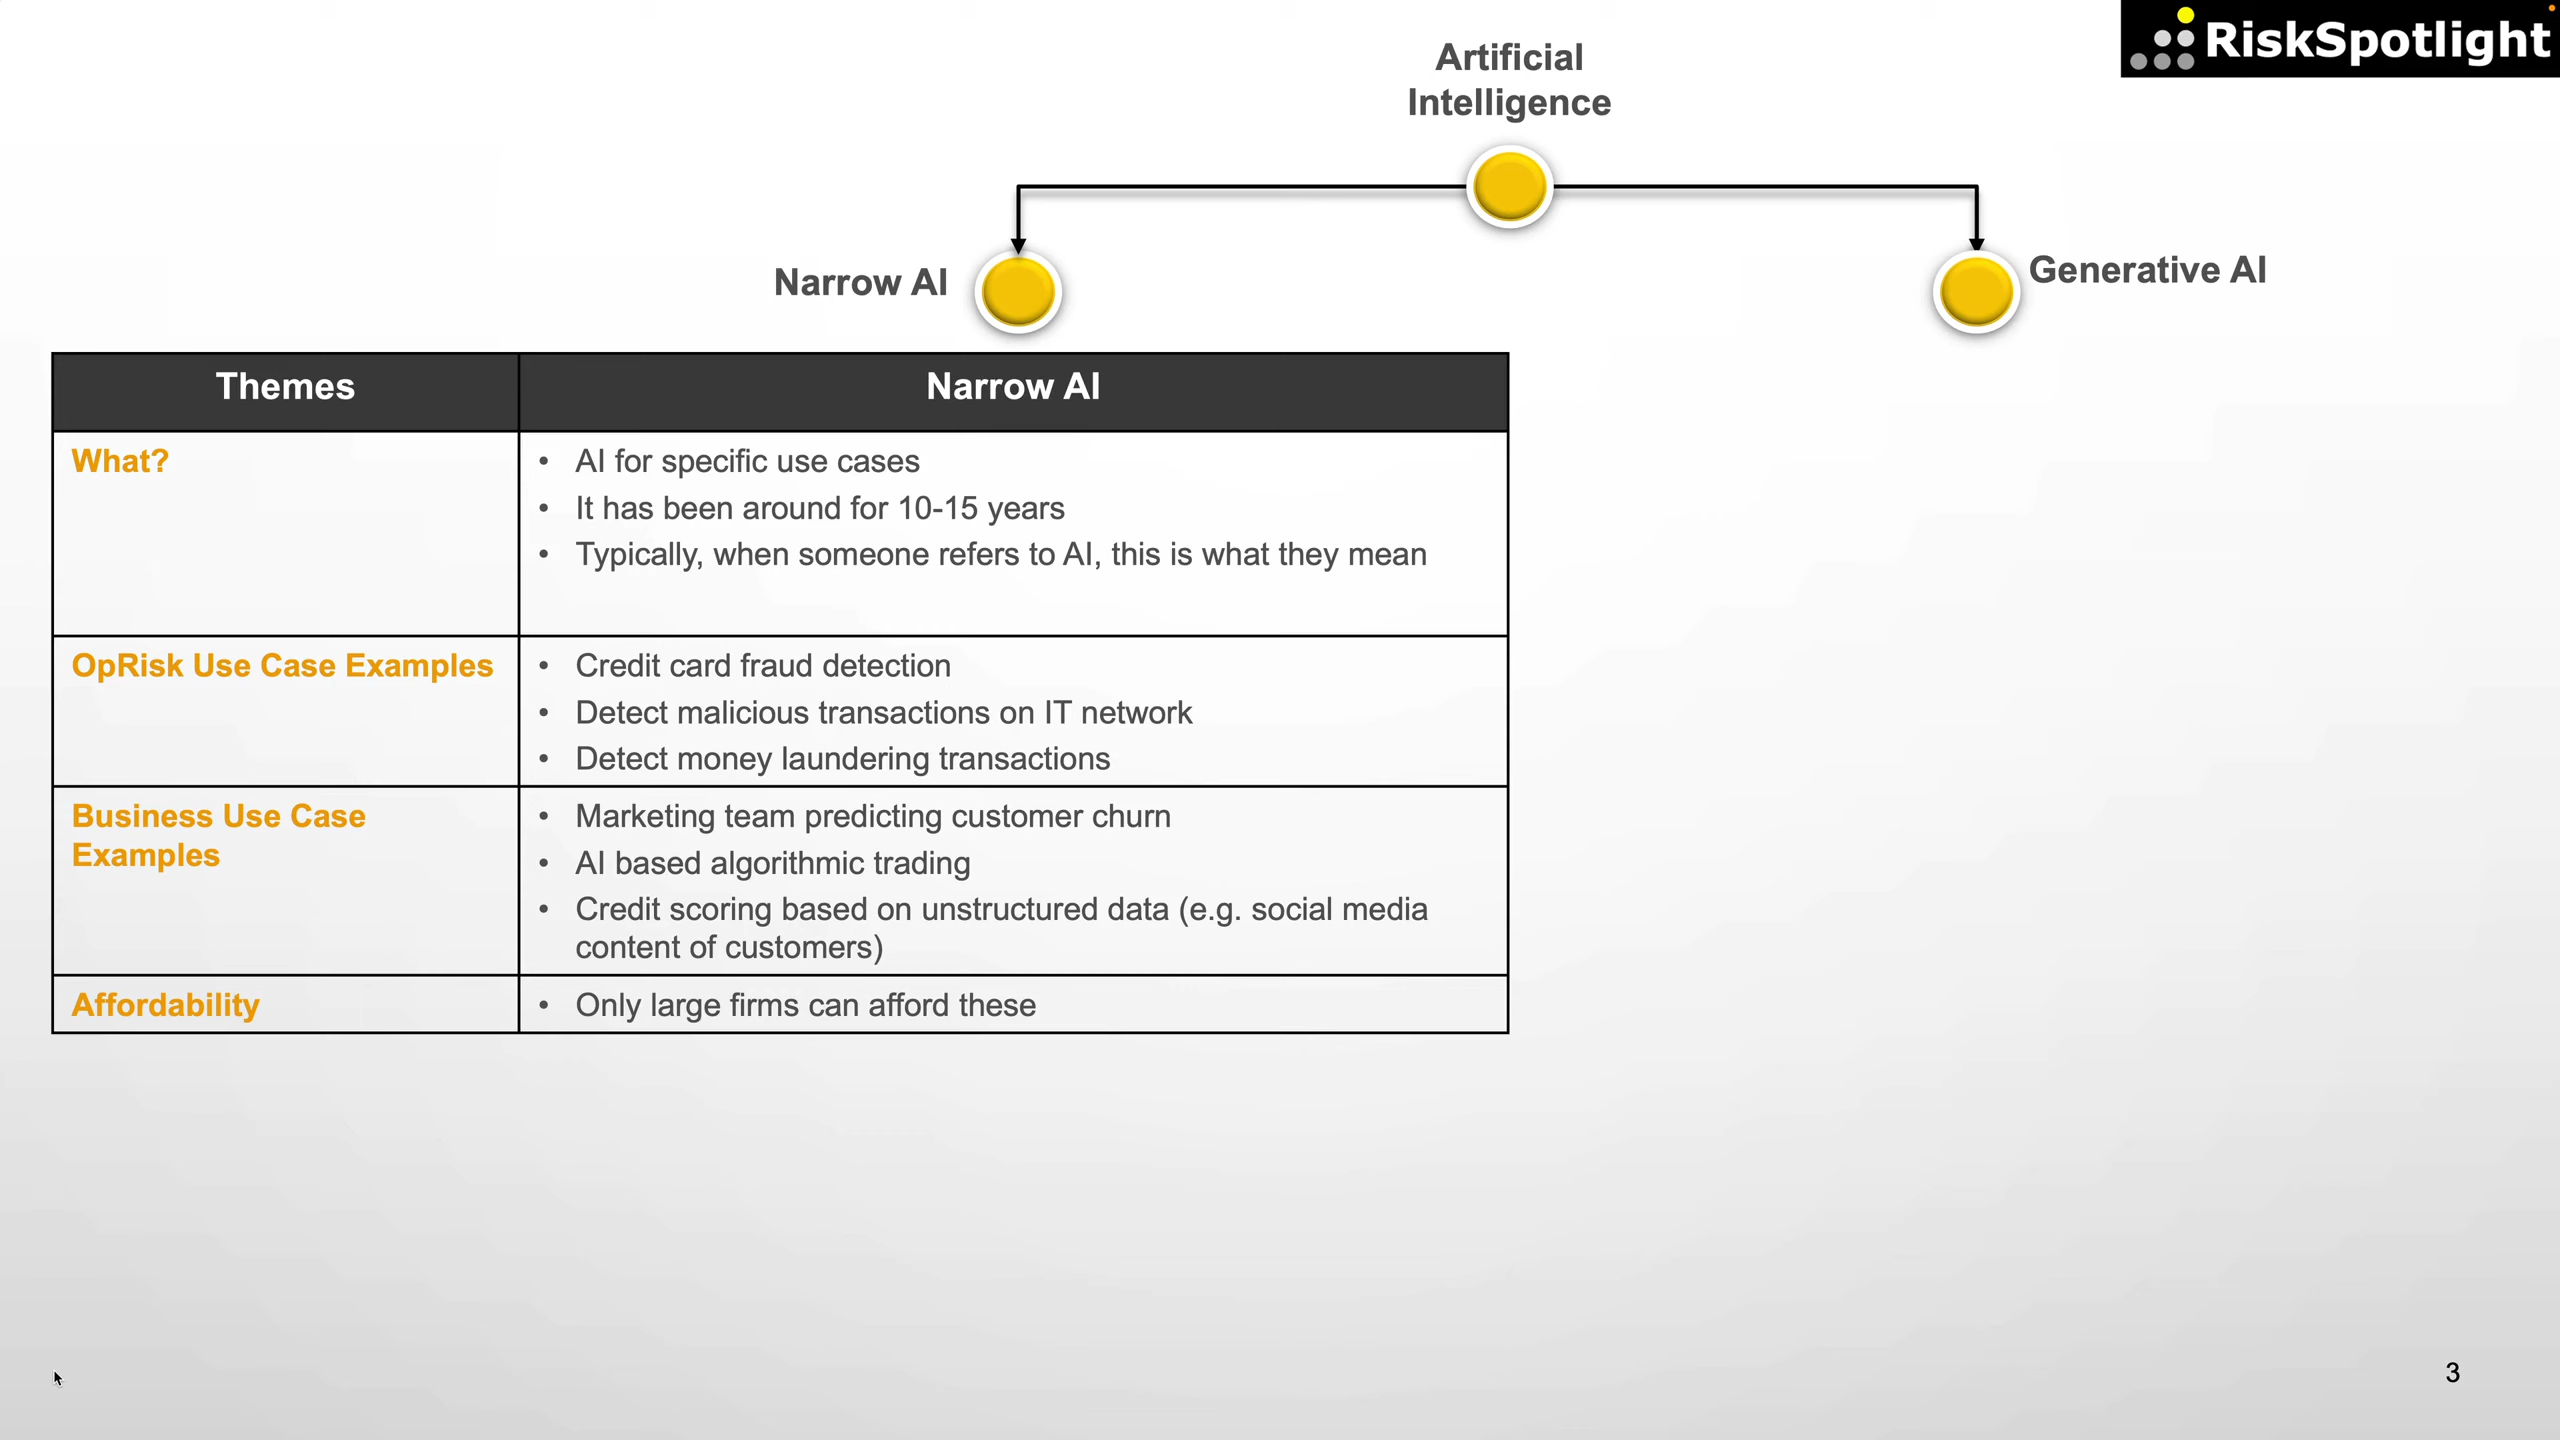 RiskSpotlight
Artificial
Intelligence
Narrow AI
Generative AI
Themes
Narrow AI
What?
• AI for specific use cases
• It has been around for 10-15 years
• Typically, when someone refers to AI, this is what they mean
OpRisk Use Case Examples
• Credit card fraud detection
• Detect malicious transactions on IT network
• Detect money laundering transactions
Business Use Case
Examples
• Marketing team predicting customer churn
• AI based algorithmic trading
• Credit scoring based on unstructured data (e.g. social media
content of customers)
Affordability
• Only large firms can afford these
3